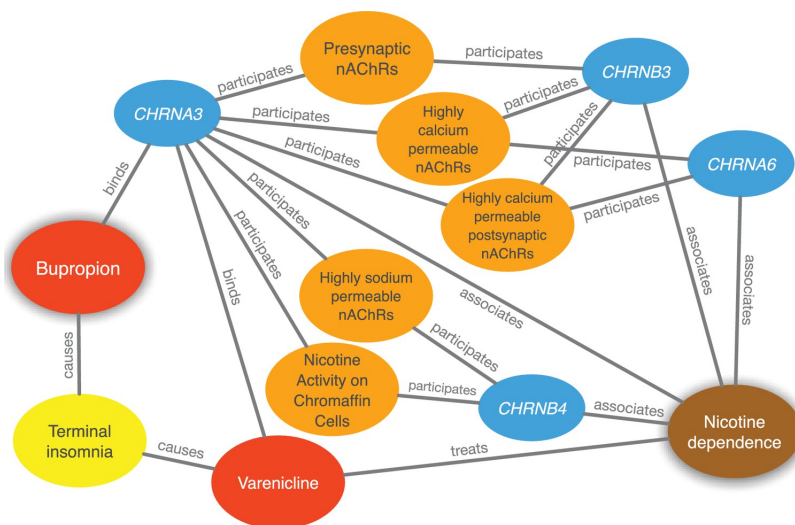 Presynaptic
nAChRs
participates
CHRNB3
participates
CHRNA3
participates
participates
Highly
calcium
permeable
nAChRs
participates
participates
CHRNA6
participates
binds
participates
Highly calcium
permeable
postsynaptic
nAChRs
participates
participates
Bupropion
binds
Highly sodium
permeable
nAChRs
associates
associates
associates
causes
participates
Nicotine
Activity on
Chromaffin
Cells
participates
CHRNB4
associates
Nicotine
dependence
Terminal
insomnia
causes
Varenicline
treats